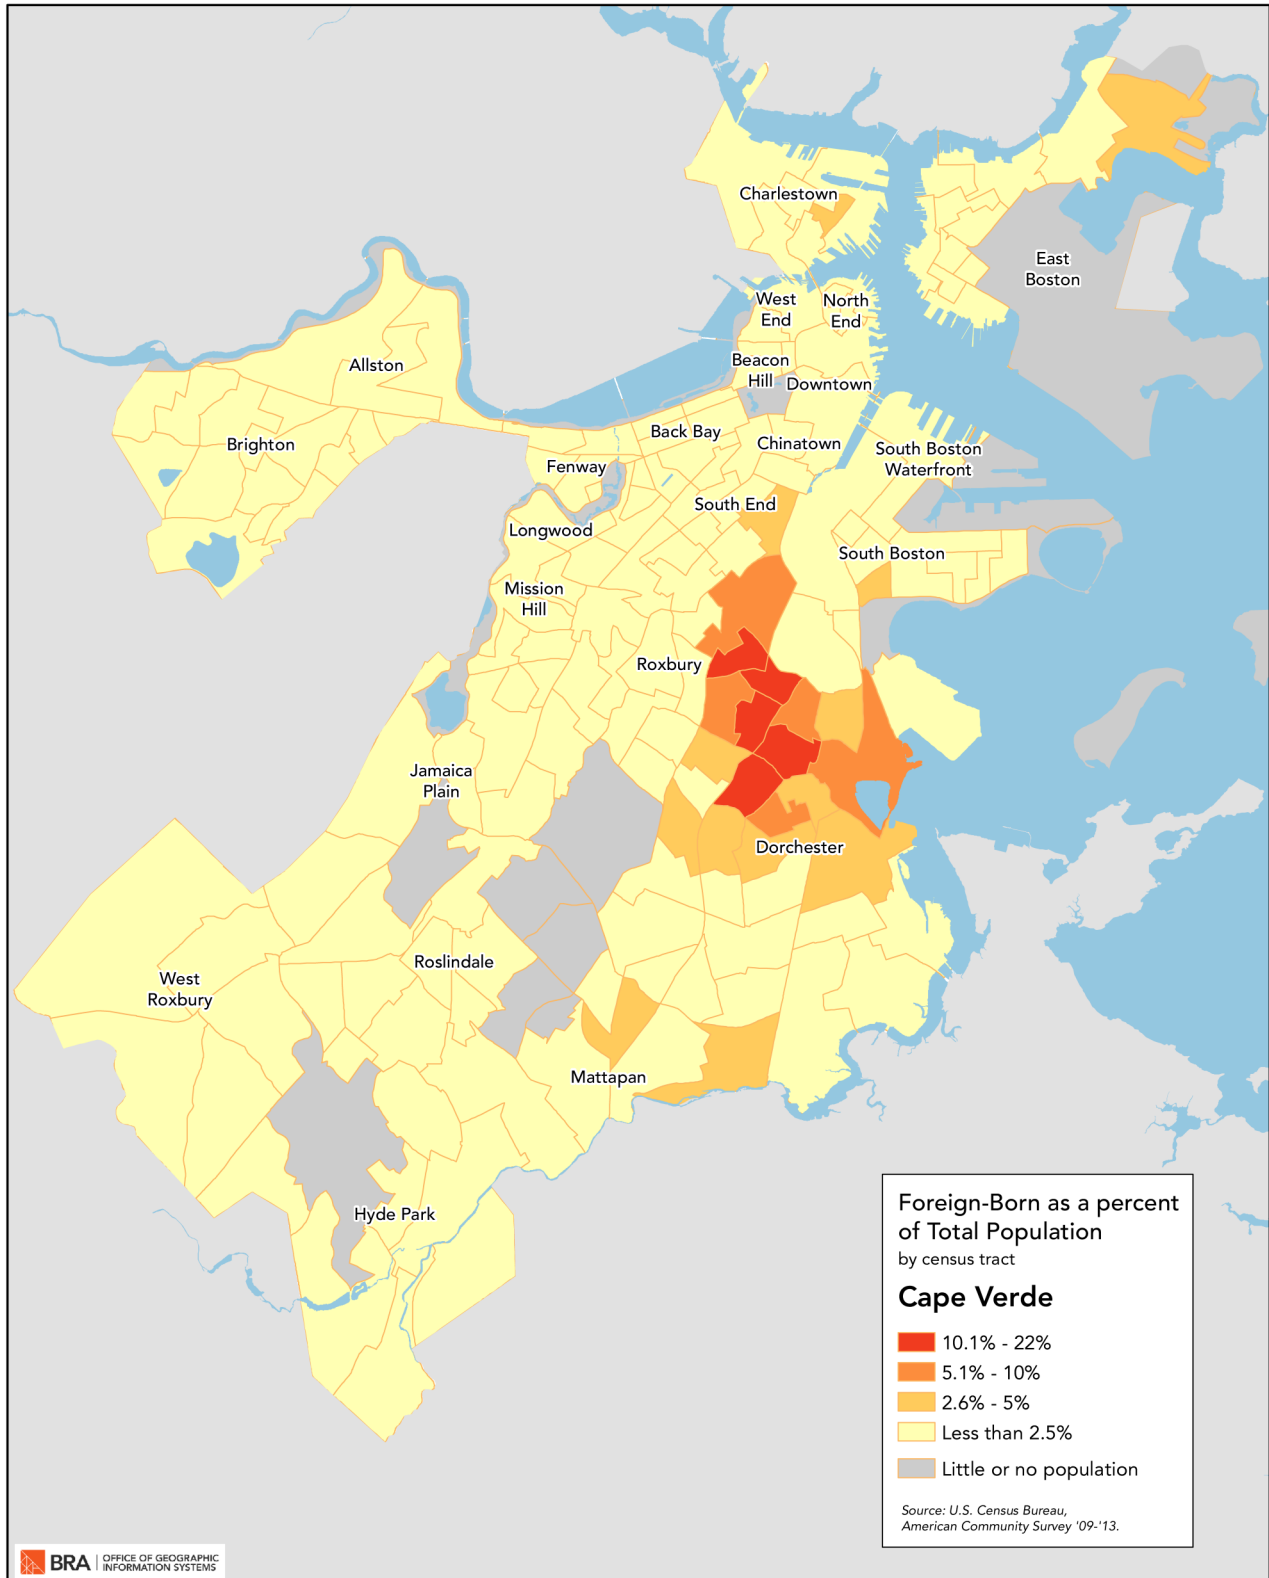 Charlestown
East
Boston
West
End
North
End
Allston
Beacon
Hill
Downtown
Back Bay
Brighton
Chinatown
South Boston
Waterfront
Fenway
South End
Longwood
South Boston
Mission
Hill
Roxbury
Jamaica
Plain
Dorchester
Roslindale
West
Roxbury
Mattapan
Hyde Park
Foreign-Born as a percent
of Total Population
by census tract
Cape Verde
10.1% - 22%
5.1% - 10%
2.6% - 5%
Less than 2.5%
Little or no population
Source: U.S. Census Bureau,
American Community Survey '09-'13.
BRA
OFFICE OF GEOGRAPHIC
INFORMATION SYSTEMS